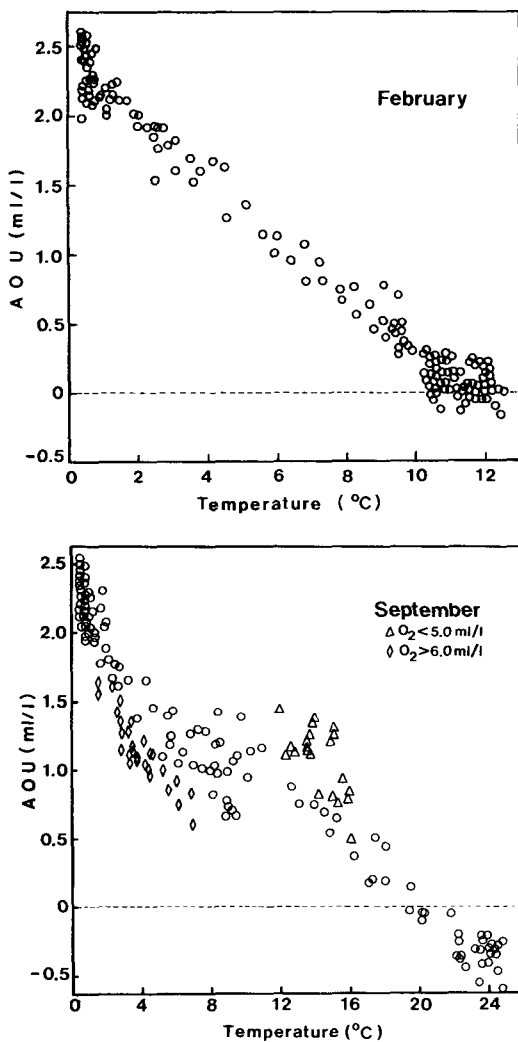 February
2.5
2.0
1.5
1.0
0.5
0
-0.5
AOU (ml/l)
0 2 4 6 8 10 12
Temperature (°C)
September
△ O₂<5.0 ml/l
◊ O₂>6.0 ml/l
2.5
2.0
1.5
1.0
0.5
0
-0.5
AOU (ml/l)
0 4 8 12 16 20 24
Temperature (°C)